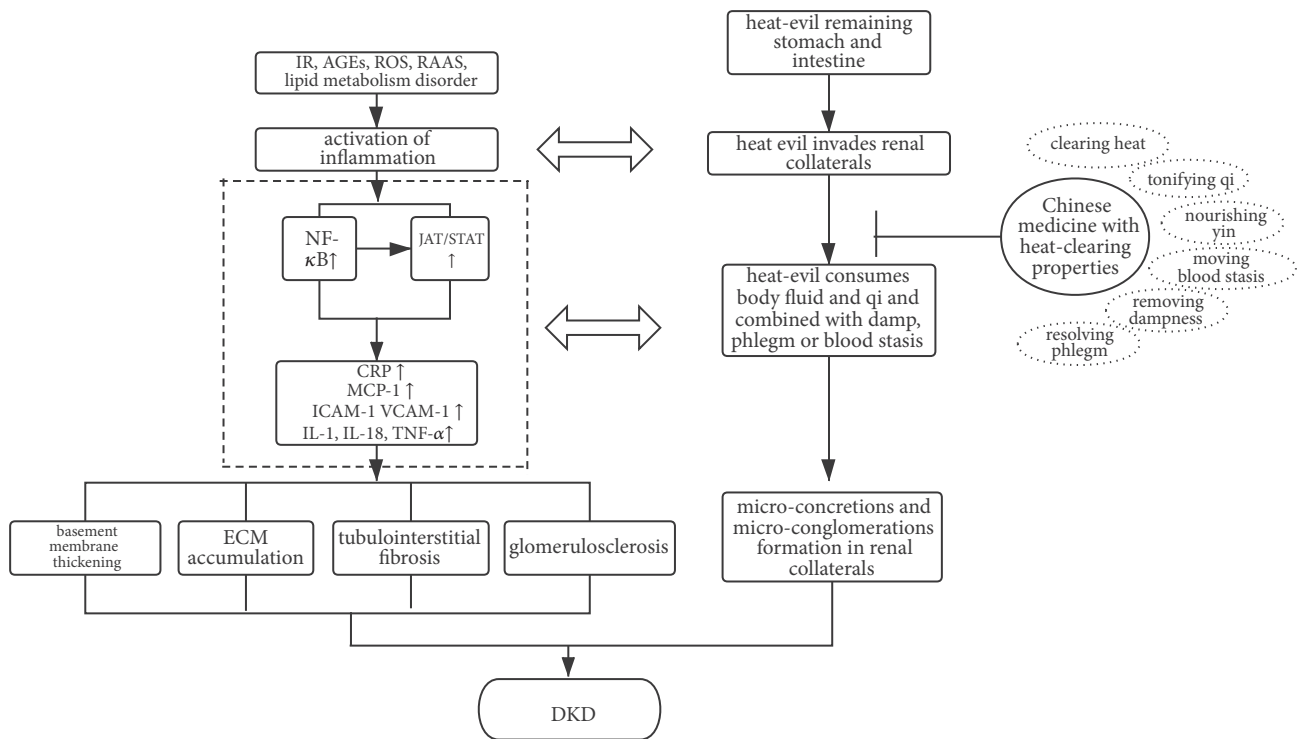 IR, AGEs, ROS, RAAS,
lipid metabolism disorder
activation of
inflammation
NF-
κB↑
JAT/STAT
↑
CRP ↑
MCP-1 ↑
ICAM-1 VCAM-1 ↑
IL-1, IL-18, TNF-α↑
basement
membrane
thickening
ECM
accumulation
tubulointerstitial
fibrosis
glomerulosclerosis
heat-evil remaining
stomach and
intestine
heat evil invades renal
collaterals
heat-evil consumes
body fluid and qi and
combined with damp,
phlegm or blood stasis
micro-concretions and
micro-conglomerations
formation in renal
collaterals
Chinese
medicine with
heat-clearing
properties
clearing heat
tonifying qi
nourishing
yin
moving
blood stasis
removing
dampness
resolving
phlegm
DKD